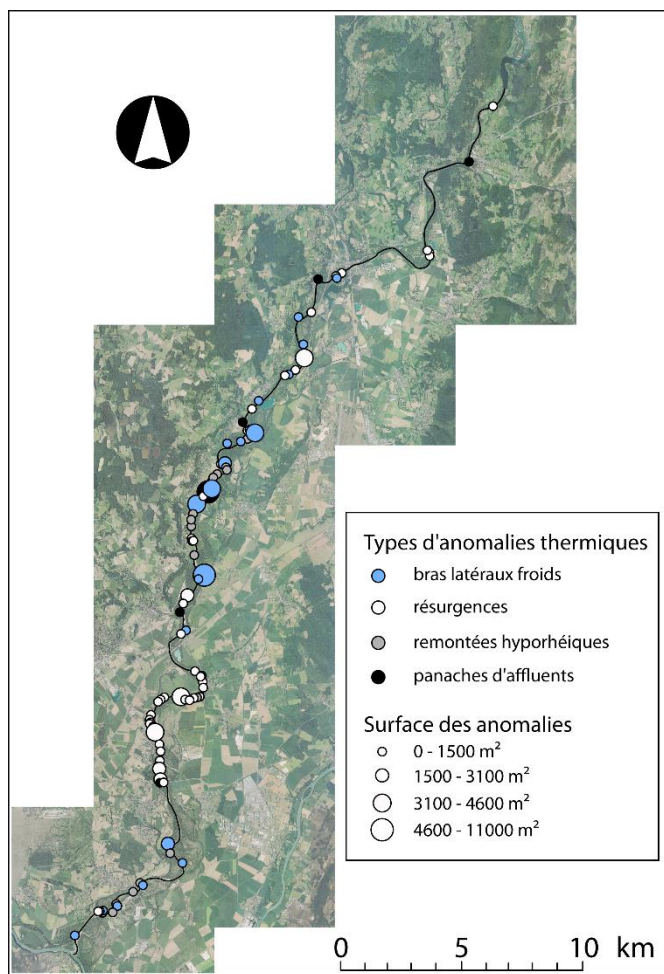 Types d'anomalies thermiques
bras latéraux froids
résurgences
remontées hyporhéiques
panaches d'affluents
Surface des anomalies
0 - 1500 m²
1500 - 3100 m²
3100 - 4600 m²
4600 - 11000 m²
0 5 10 km